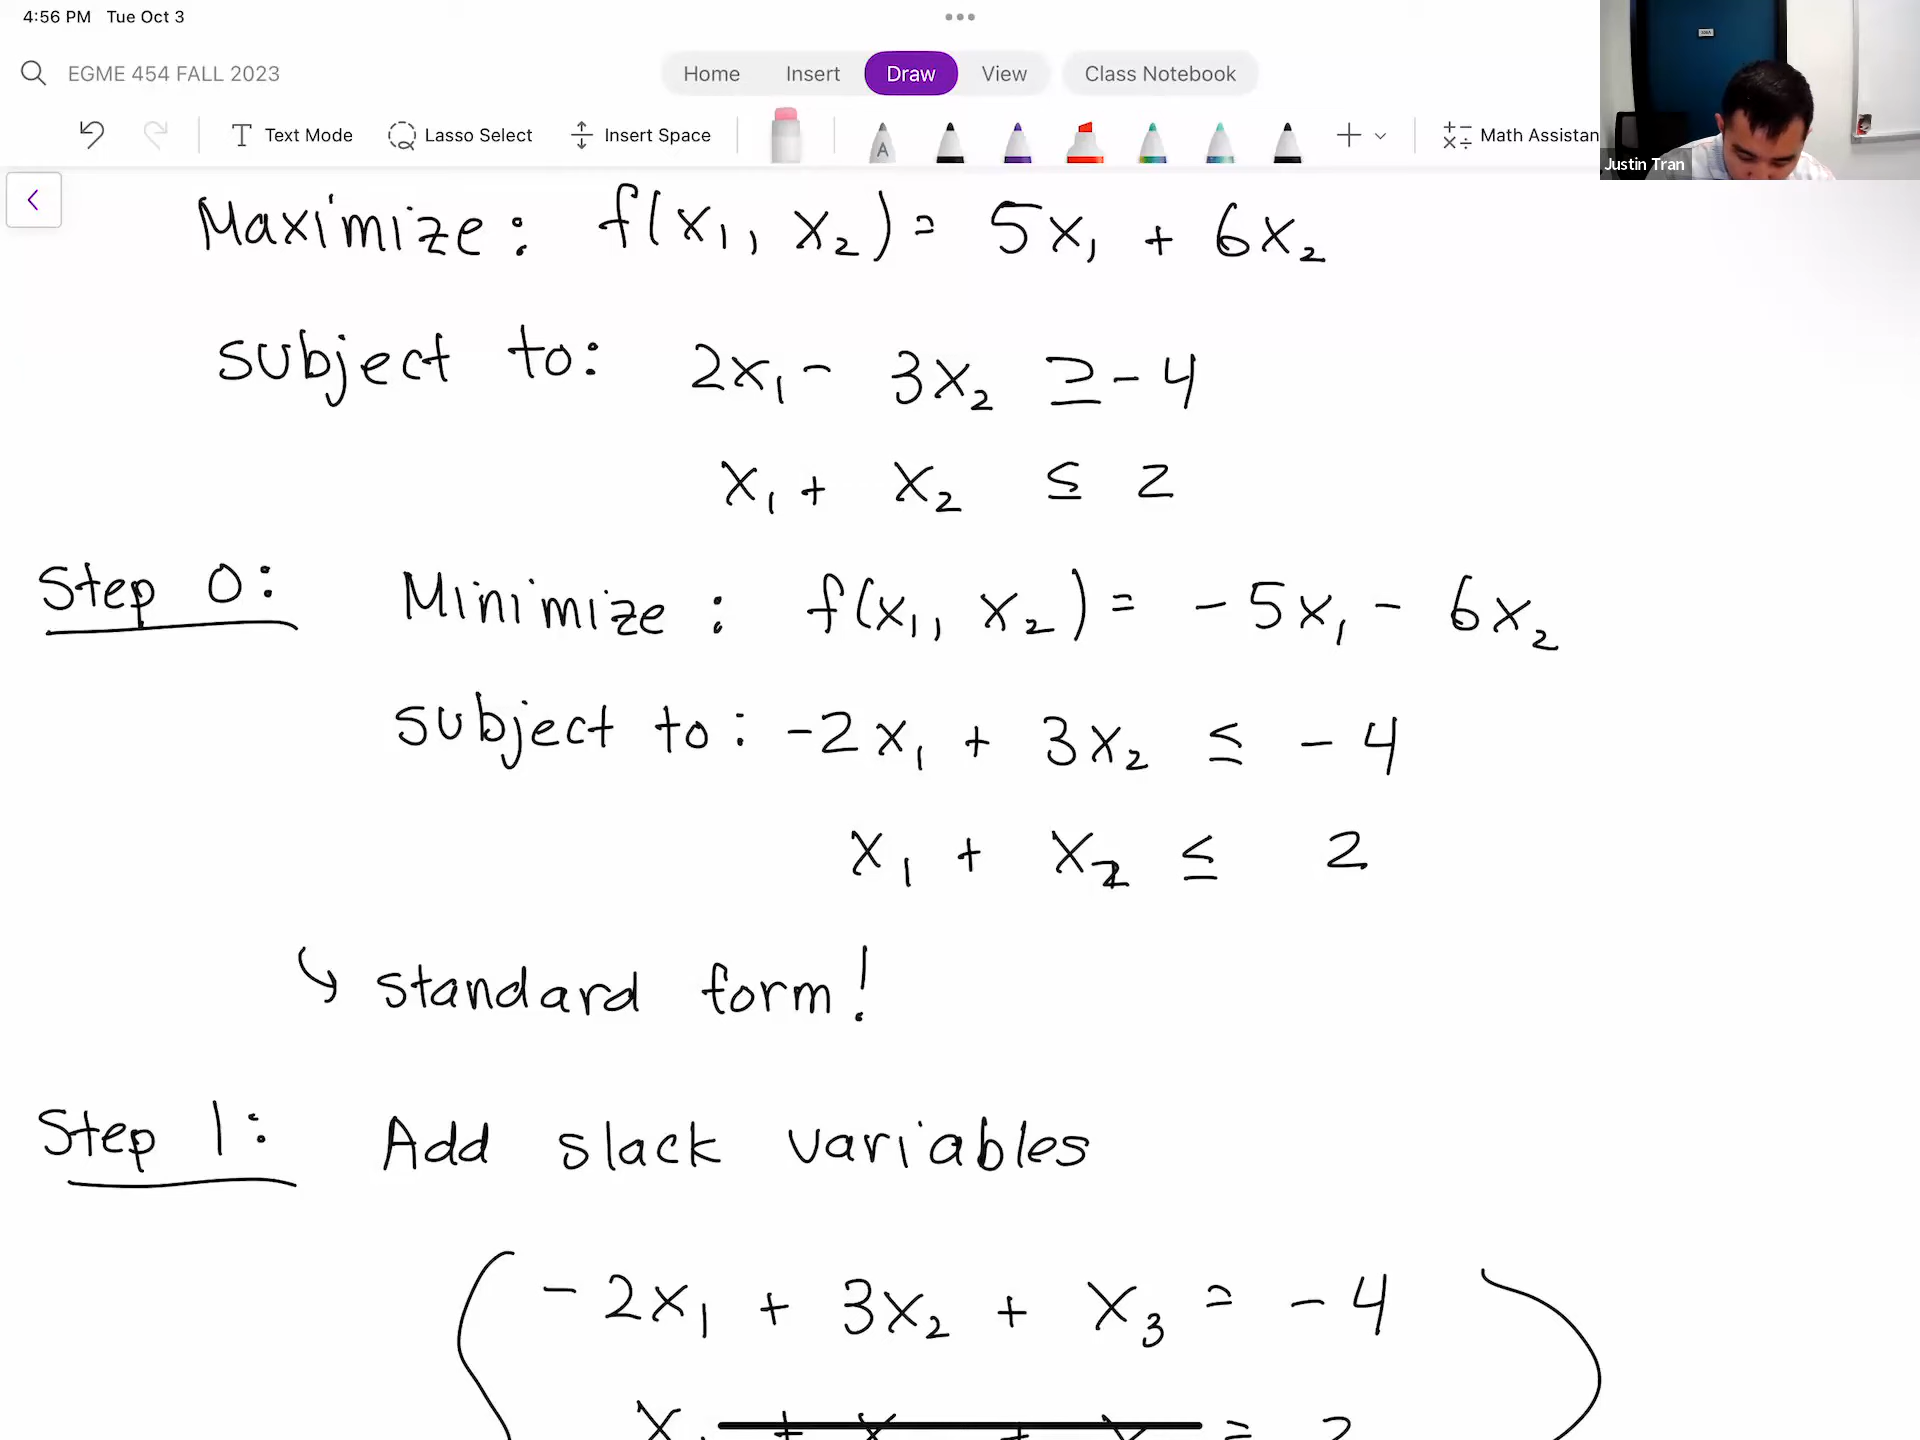 4:56 PM Tue Oct 3
EGME 454 FALL 2023
Home Insert Draw View Class Notebook
Text Mode Lasso Select Insert Space Math Assistan
Justin Tran
Maximize: f(x₁, x₂) = 5x₁ + 6x₂
subject to: 2x₁ - 3x₂ ≥ -4
x₁ + x₂ ≤ 2
Step 0: Minimize: f(x₁, x₂) = -5x₁ - 6x₂
subject to: -2x₁ + 3x₂ ≤ -4
x₁ + x₂ ≤ 2
↳ standard form!
Step 1: Add slack variables
-2x₁ + 3x₂ + x₃ = -4
x₁ + x + x = 2